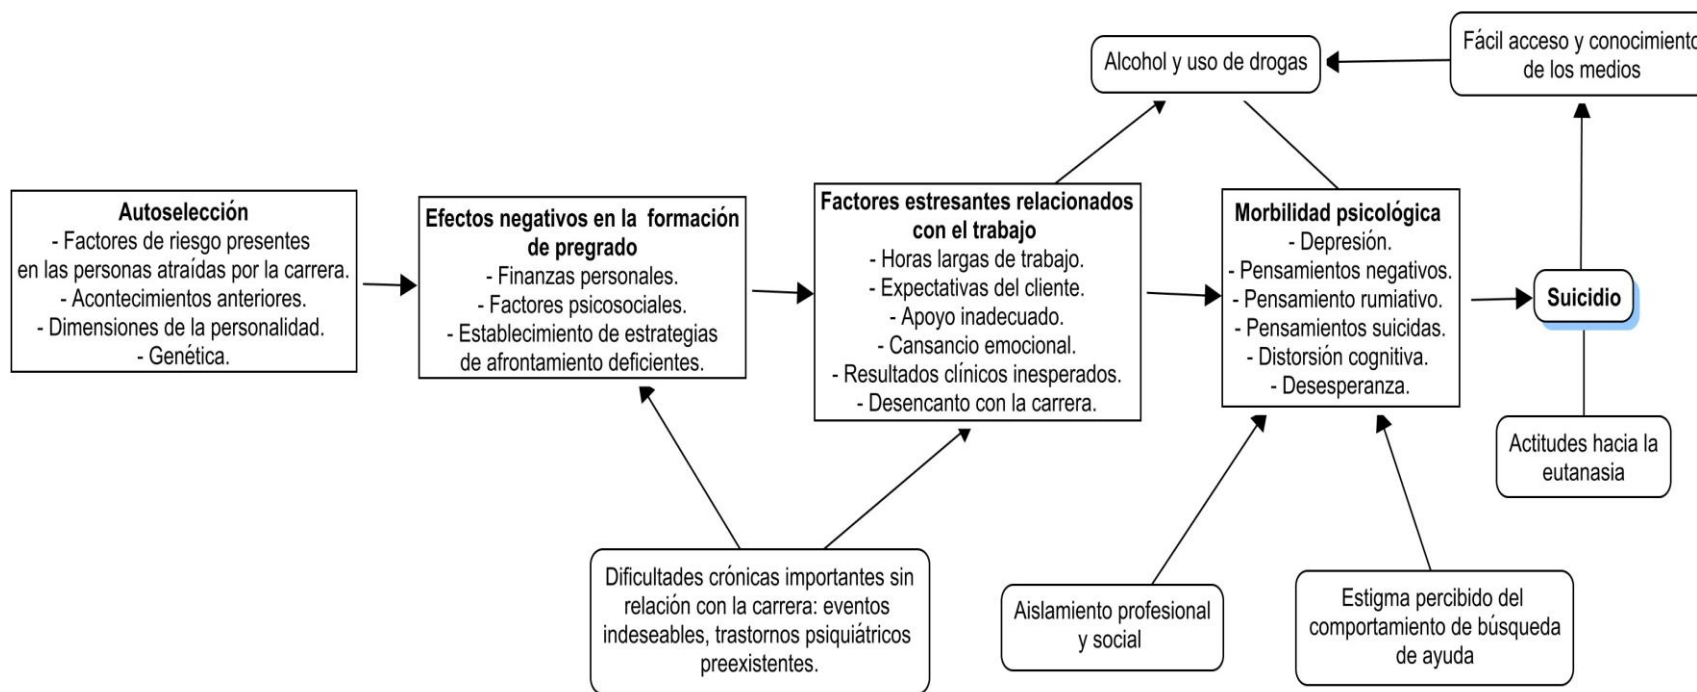 Fácil acceso y conocimiento
de los medios
Alcohol y uso de drogas
Autoselección
- Factores de riesgo presentes
en las personas atraídas por la carrera.
- Acontecimientos anteriores.
- Dimensiones de la personalidad.
- Genética.
Efectos negativos en la formación
de pregrado
- Finanzas personales.
- Factores psicosociales.
- Establecimiento de estrategias
de afrontamiento deficientes.
Factores estresantes relacionados
con el trabajo
- Horas largas de trabajo.
- Expectativas del cliente.
- Apoyo inadecuado.
- Cansancio emocional.
- Resultados clínicos inesperados.
- Desencanto con la carrera.
Morbilidad psicológica
- Depresión.
- Pensamientos negativos.
- Pensamiento rumiativo.
- Pensamientos suicidas.
- Distorsión cognitiva.
- Desesperanza.
Suicidio
Actitudes hacia la
eutanasia
Dificultades crónicas importantes sin
relación con la carrera: eventos
indeseables, trastornos psiquiátricos
preexistentes.
Aislamiento profesional
y social
Estigma percibido del
comportamiento de búsqueda
de ayuda